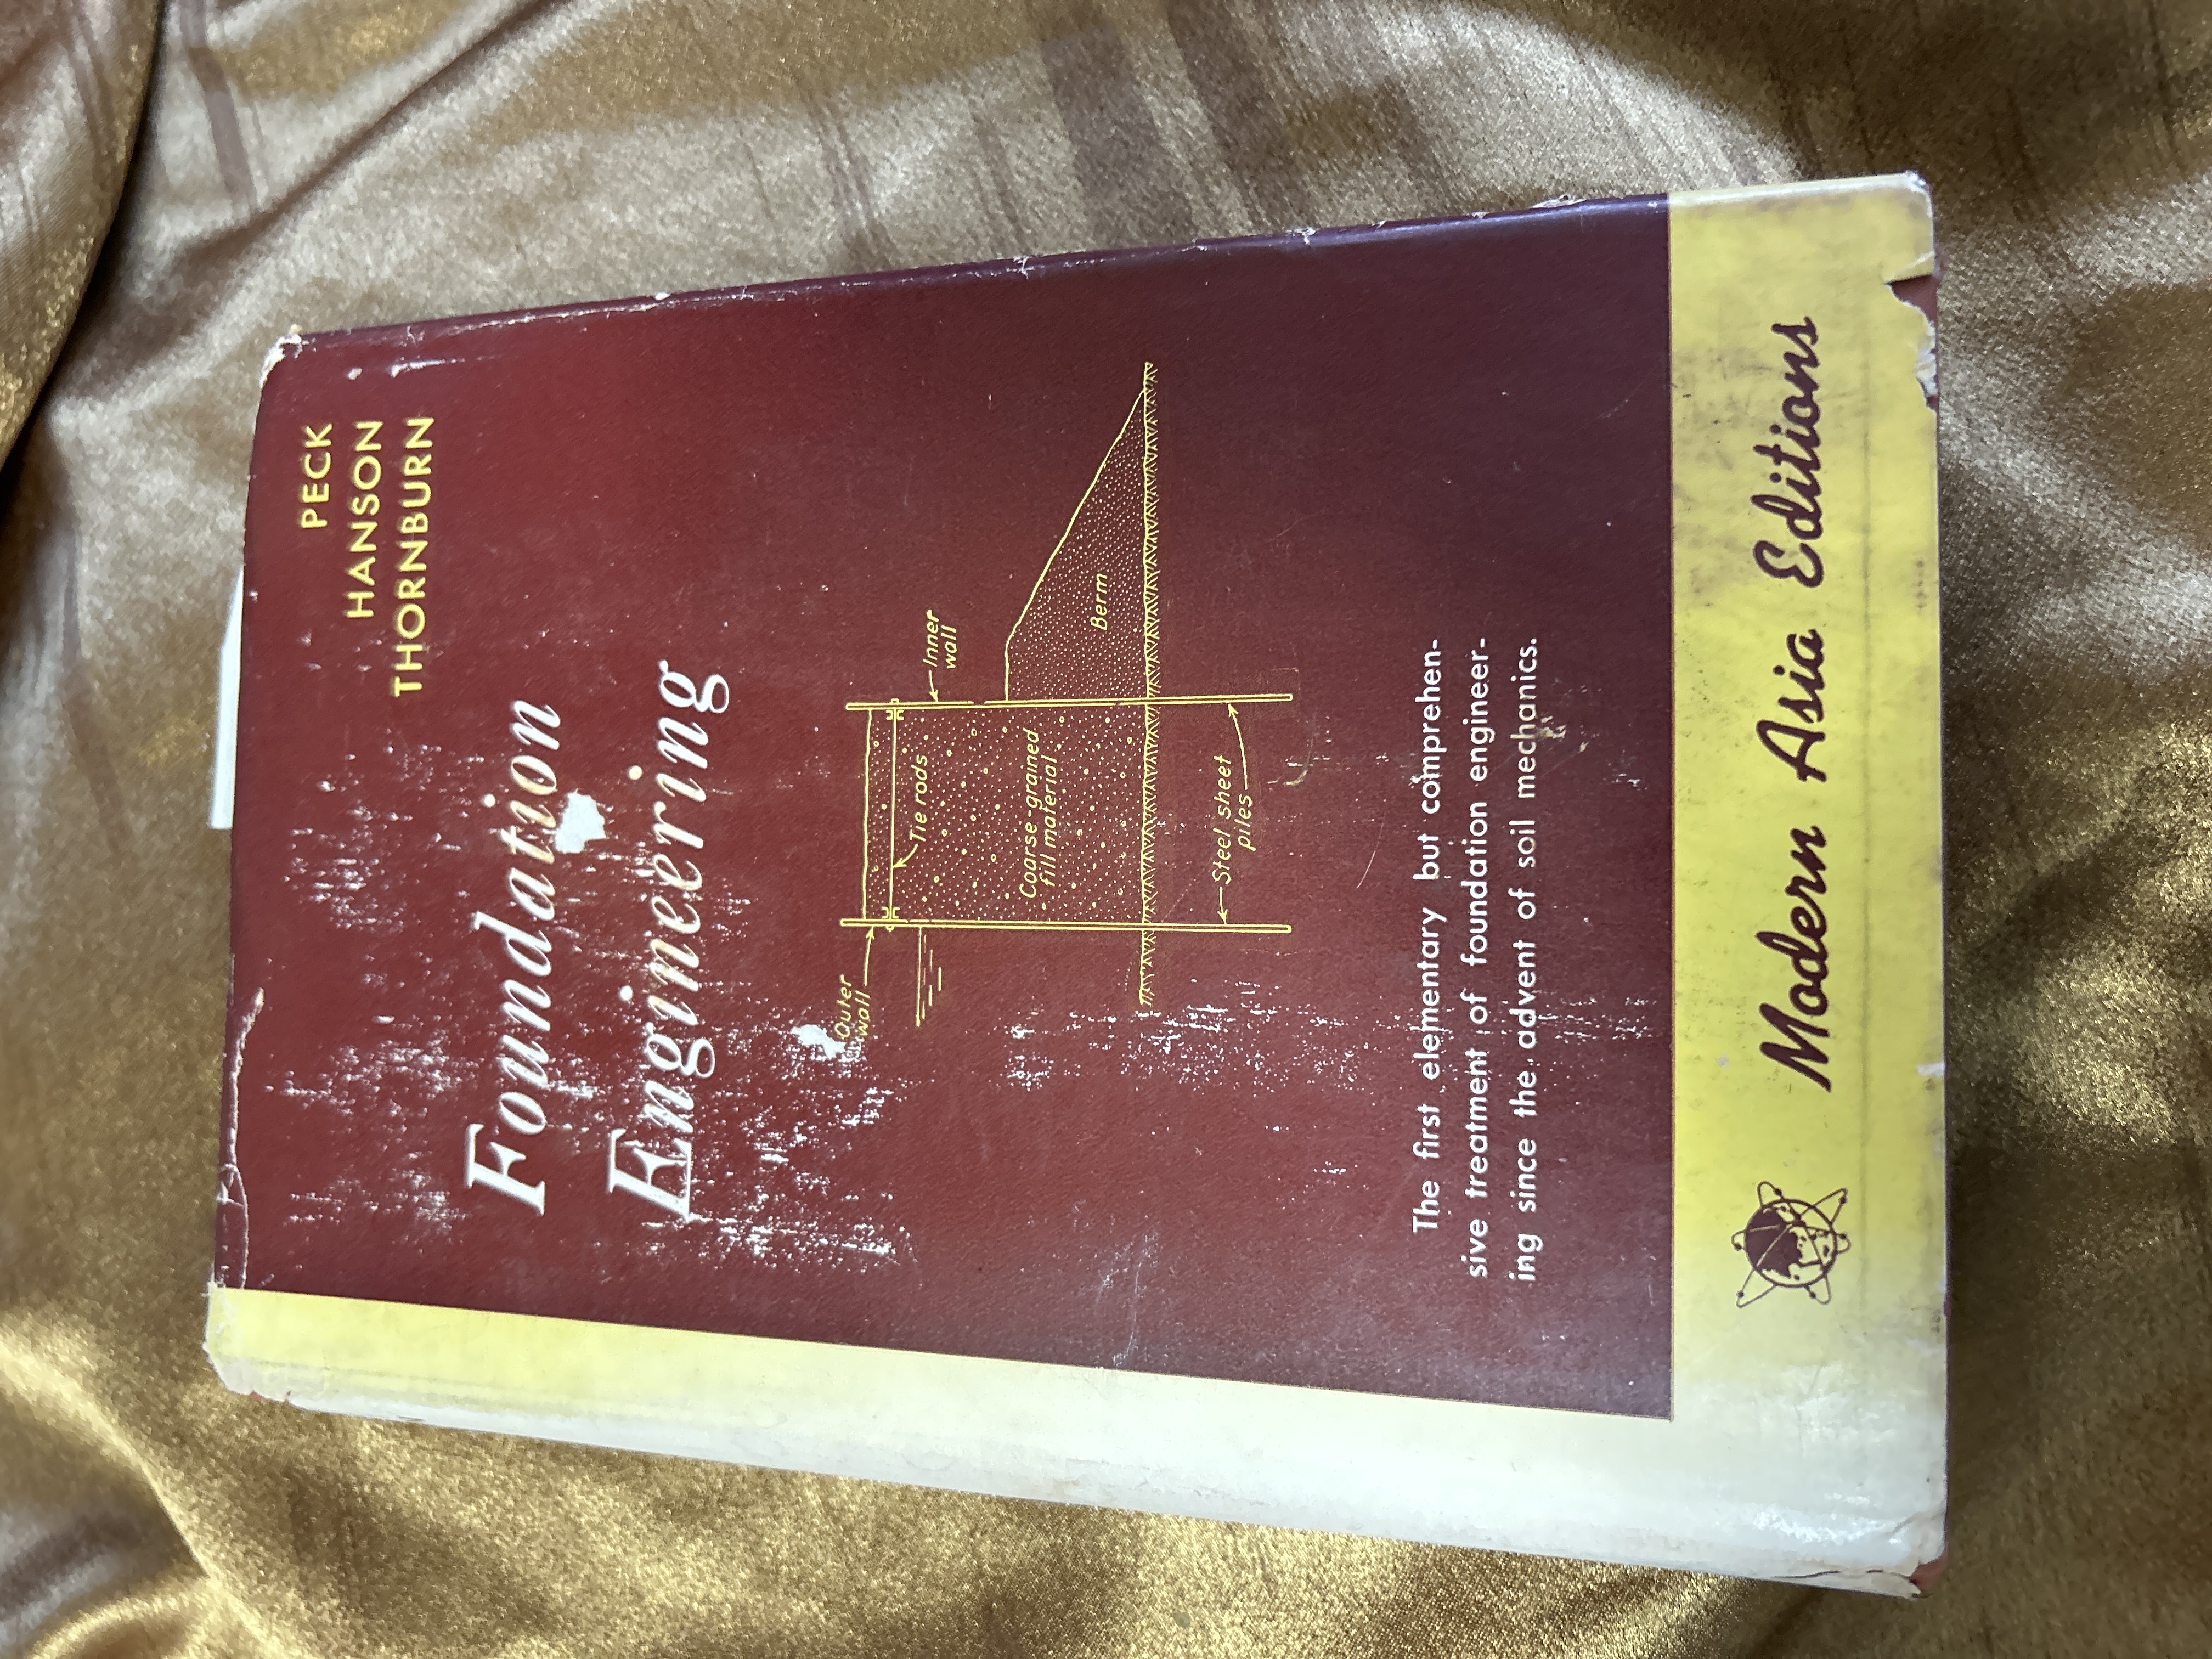 PECK
HANSON
THORNBURN
Foundation
Engineering
Outer
wall
Inner
wall
Tie rods
Coarse-grained
fill material
Berm
Steel sheet
piles
The first elementary but comprehen-
sive treatment of foundation engineer-
ing since the advent of soil mechanics.
Modern Asia Editions